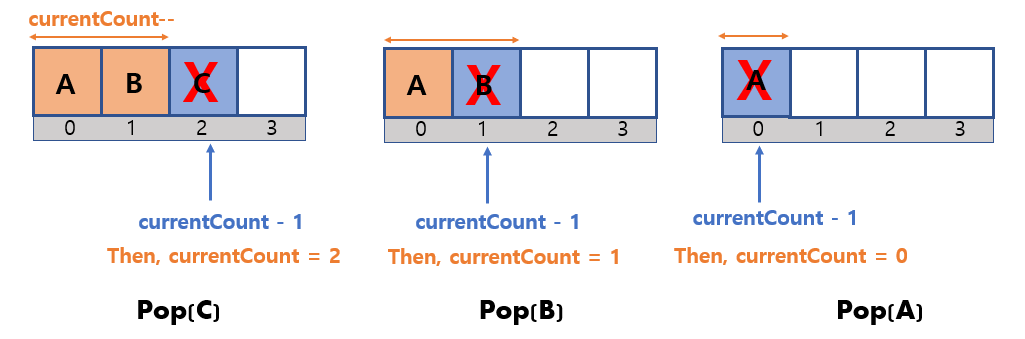 currentCount--
A B C
0 1 2 3
currentCount - 1
Then, currentCount = 2
Pop(C)
A B
0 1 2 3
currentCount - 1
Then, currentCount = 1
Pop(B)
A
0 1 2 3
currentCount - 1
Then, currentCount = 0
Pop(A)